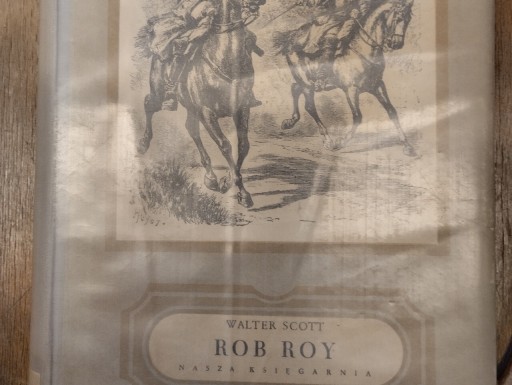 WALTER SCOTT
ROB ROY
NASZA KSIĘGARNIA